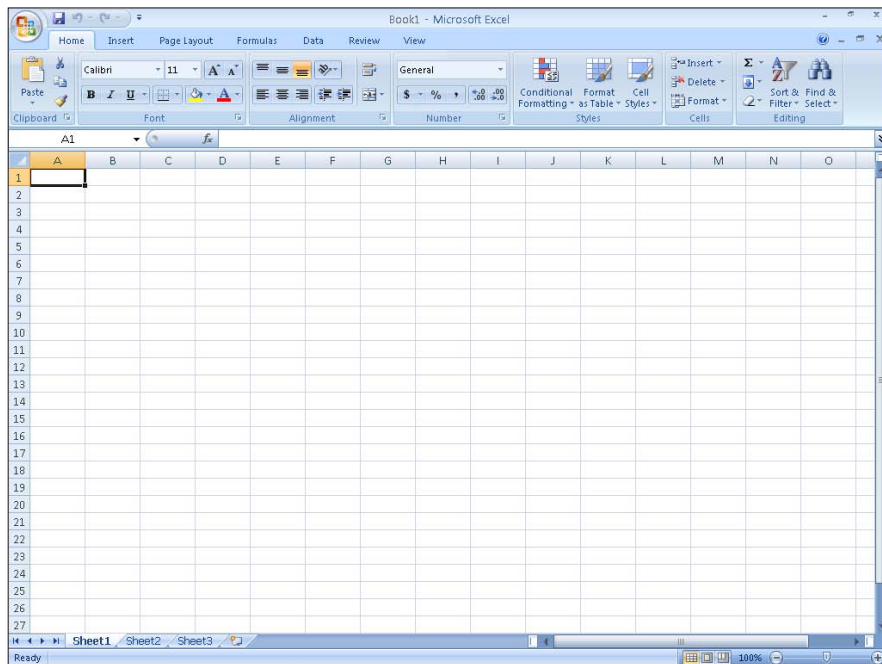 Book1 - Microsoft Excel
Home Insert Page Layout Formulas Data Review View
Paste
Calibri 11 A A
B I U A
General
$ % , .00 .0
Conditional Formatting
Format as Table
Cell Styles
Insert
Delete
Format
Σ
Sort & Filter
Find & Select
Clipboard Font Alignment Number Styles Cells Editing
A1 fx
A B C D E F G H I J K L M N O
1
2
3
4
5
6
7
8
9
10
11
12
13
14
15
16
17
18
19
20
21
22
23
24
25
26
27
Sheet1 Sheet2 Sheet3
Ready 100%